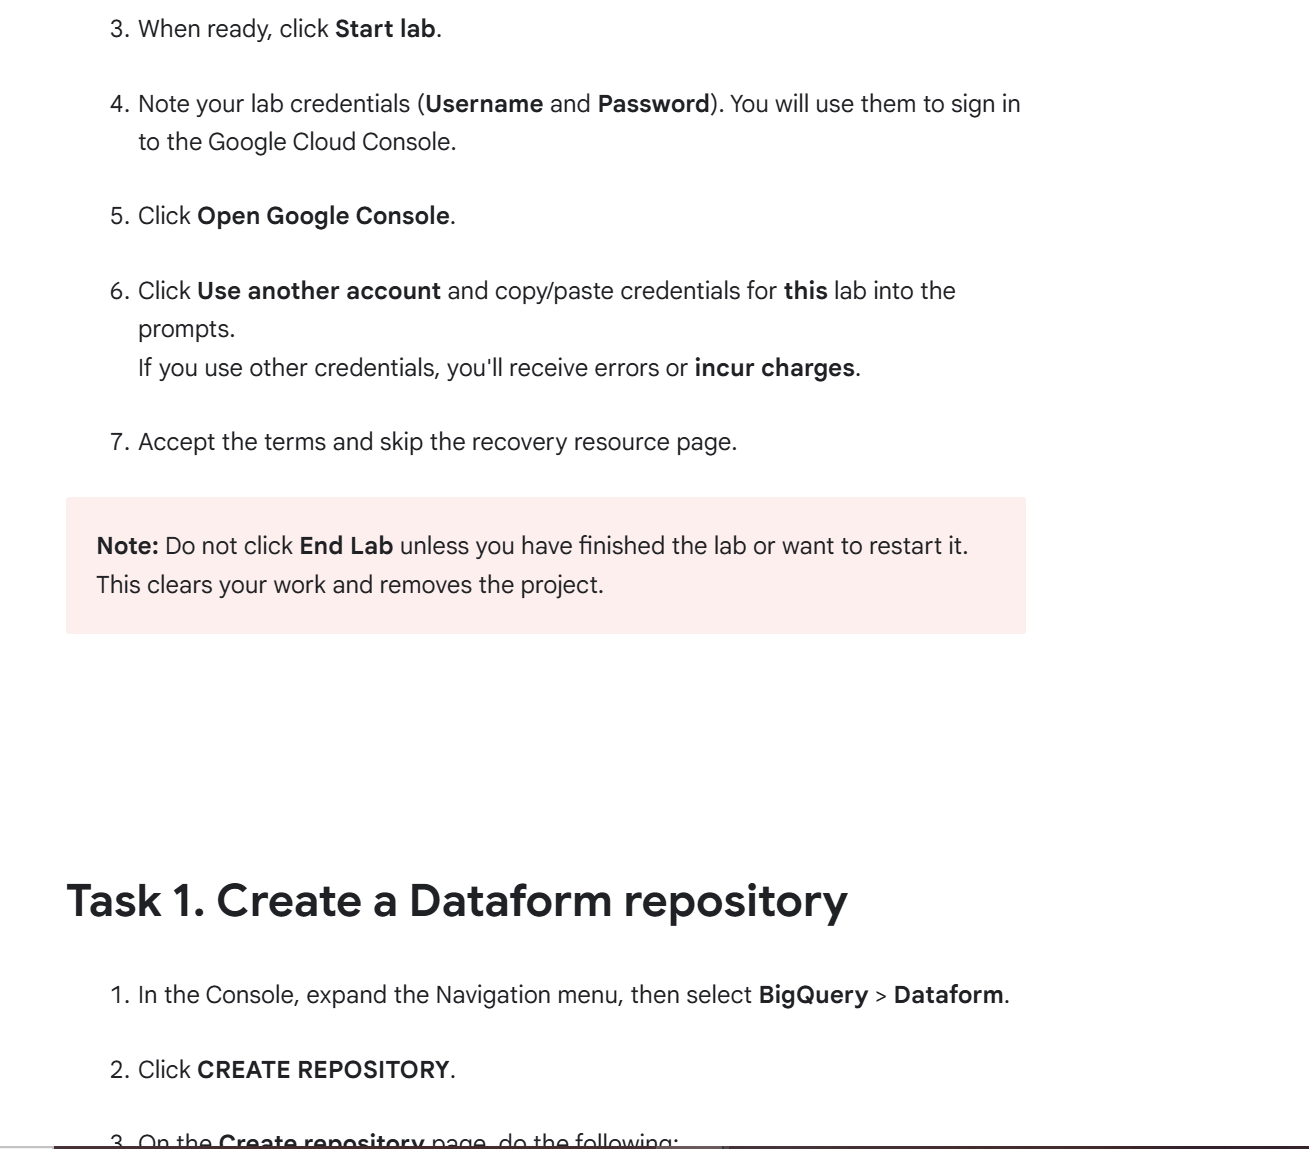 3. When ready, click Start lab.
4. Note your lab credentials (Username and Password). You will use them to sign in
to the Google Cloud Console.
5. Click Open Google Console.
6. Click Use another account and copy/paste credentials for this lab into the
prompts.
If you use other credentials, you'll receive errors or incur charges.
7. Accept the terms and skip the recovery resource page.
Note: Do not click End Lab unless you have finished the lab or want to restart it.
This clears your work and removes the project.
Task 1. Create a Dataform repository
1. In the Console, expand the Navigation menu, then select BigQuery > Dataform.
2. Click CREATE REPOSITORY.
3. On the Create repository page, do the following: